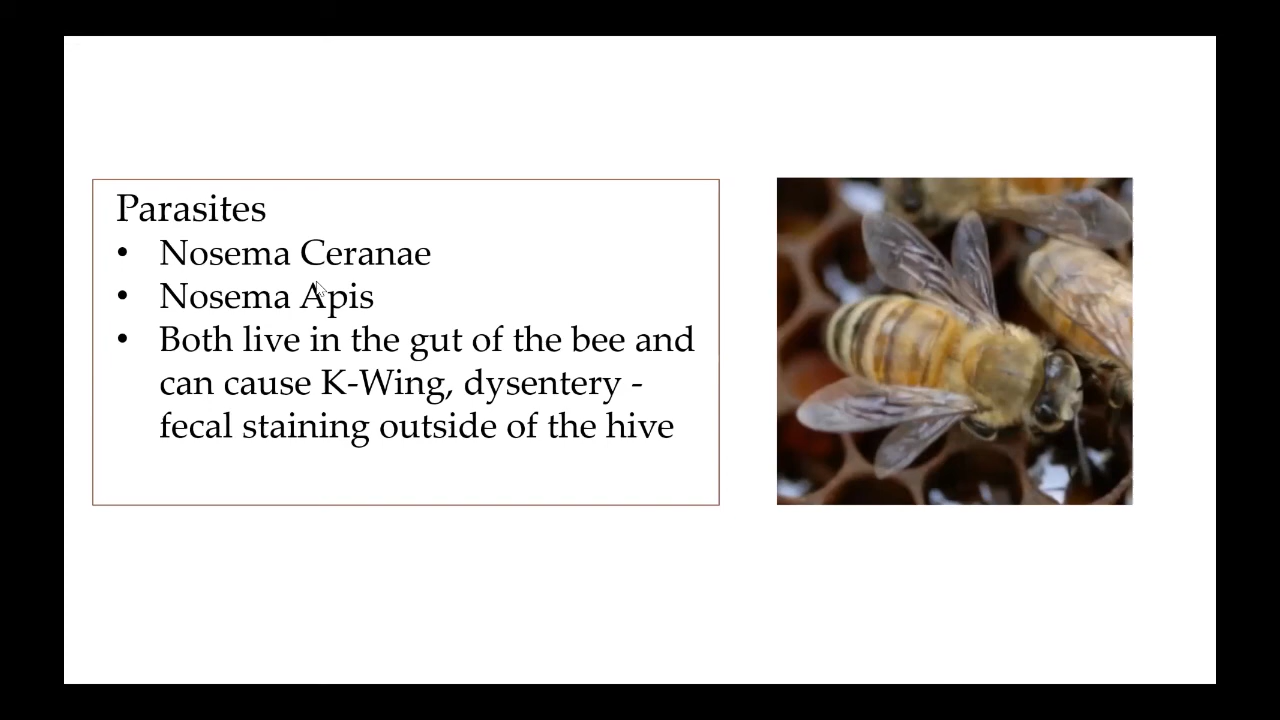 Parasites
• Nosema Ceranae
• Nosema Apis
• Both live in the gut of the bee and
can cause K-Wing, dysentery -
fecal staining outside of the hive